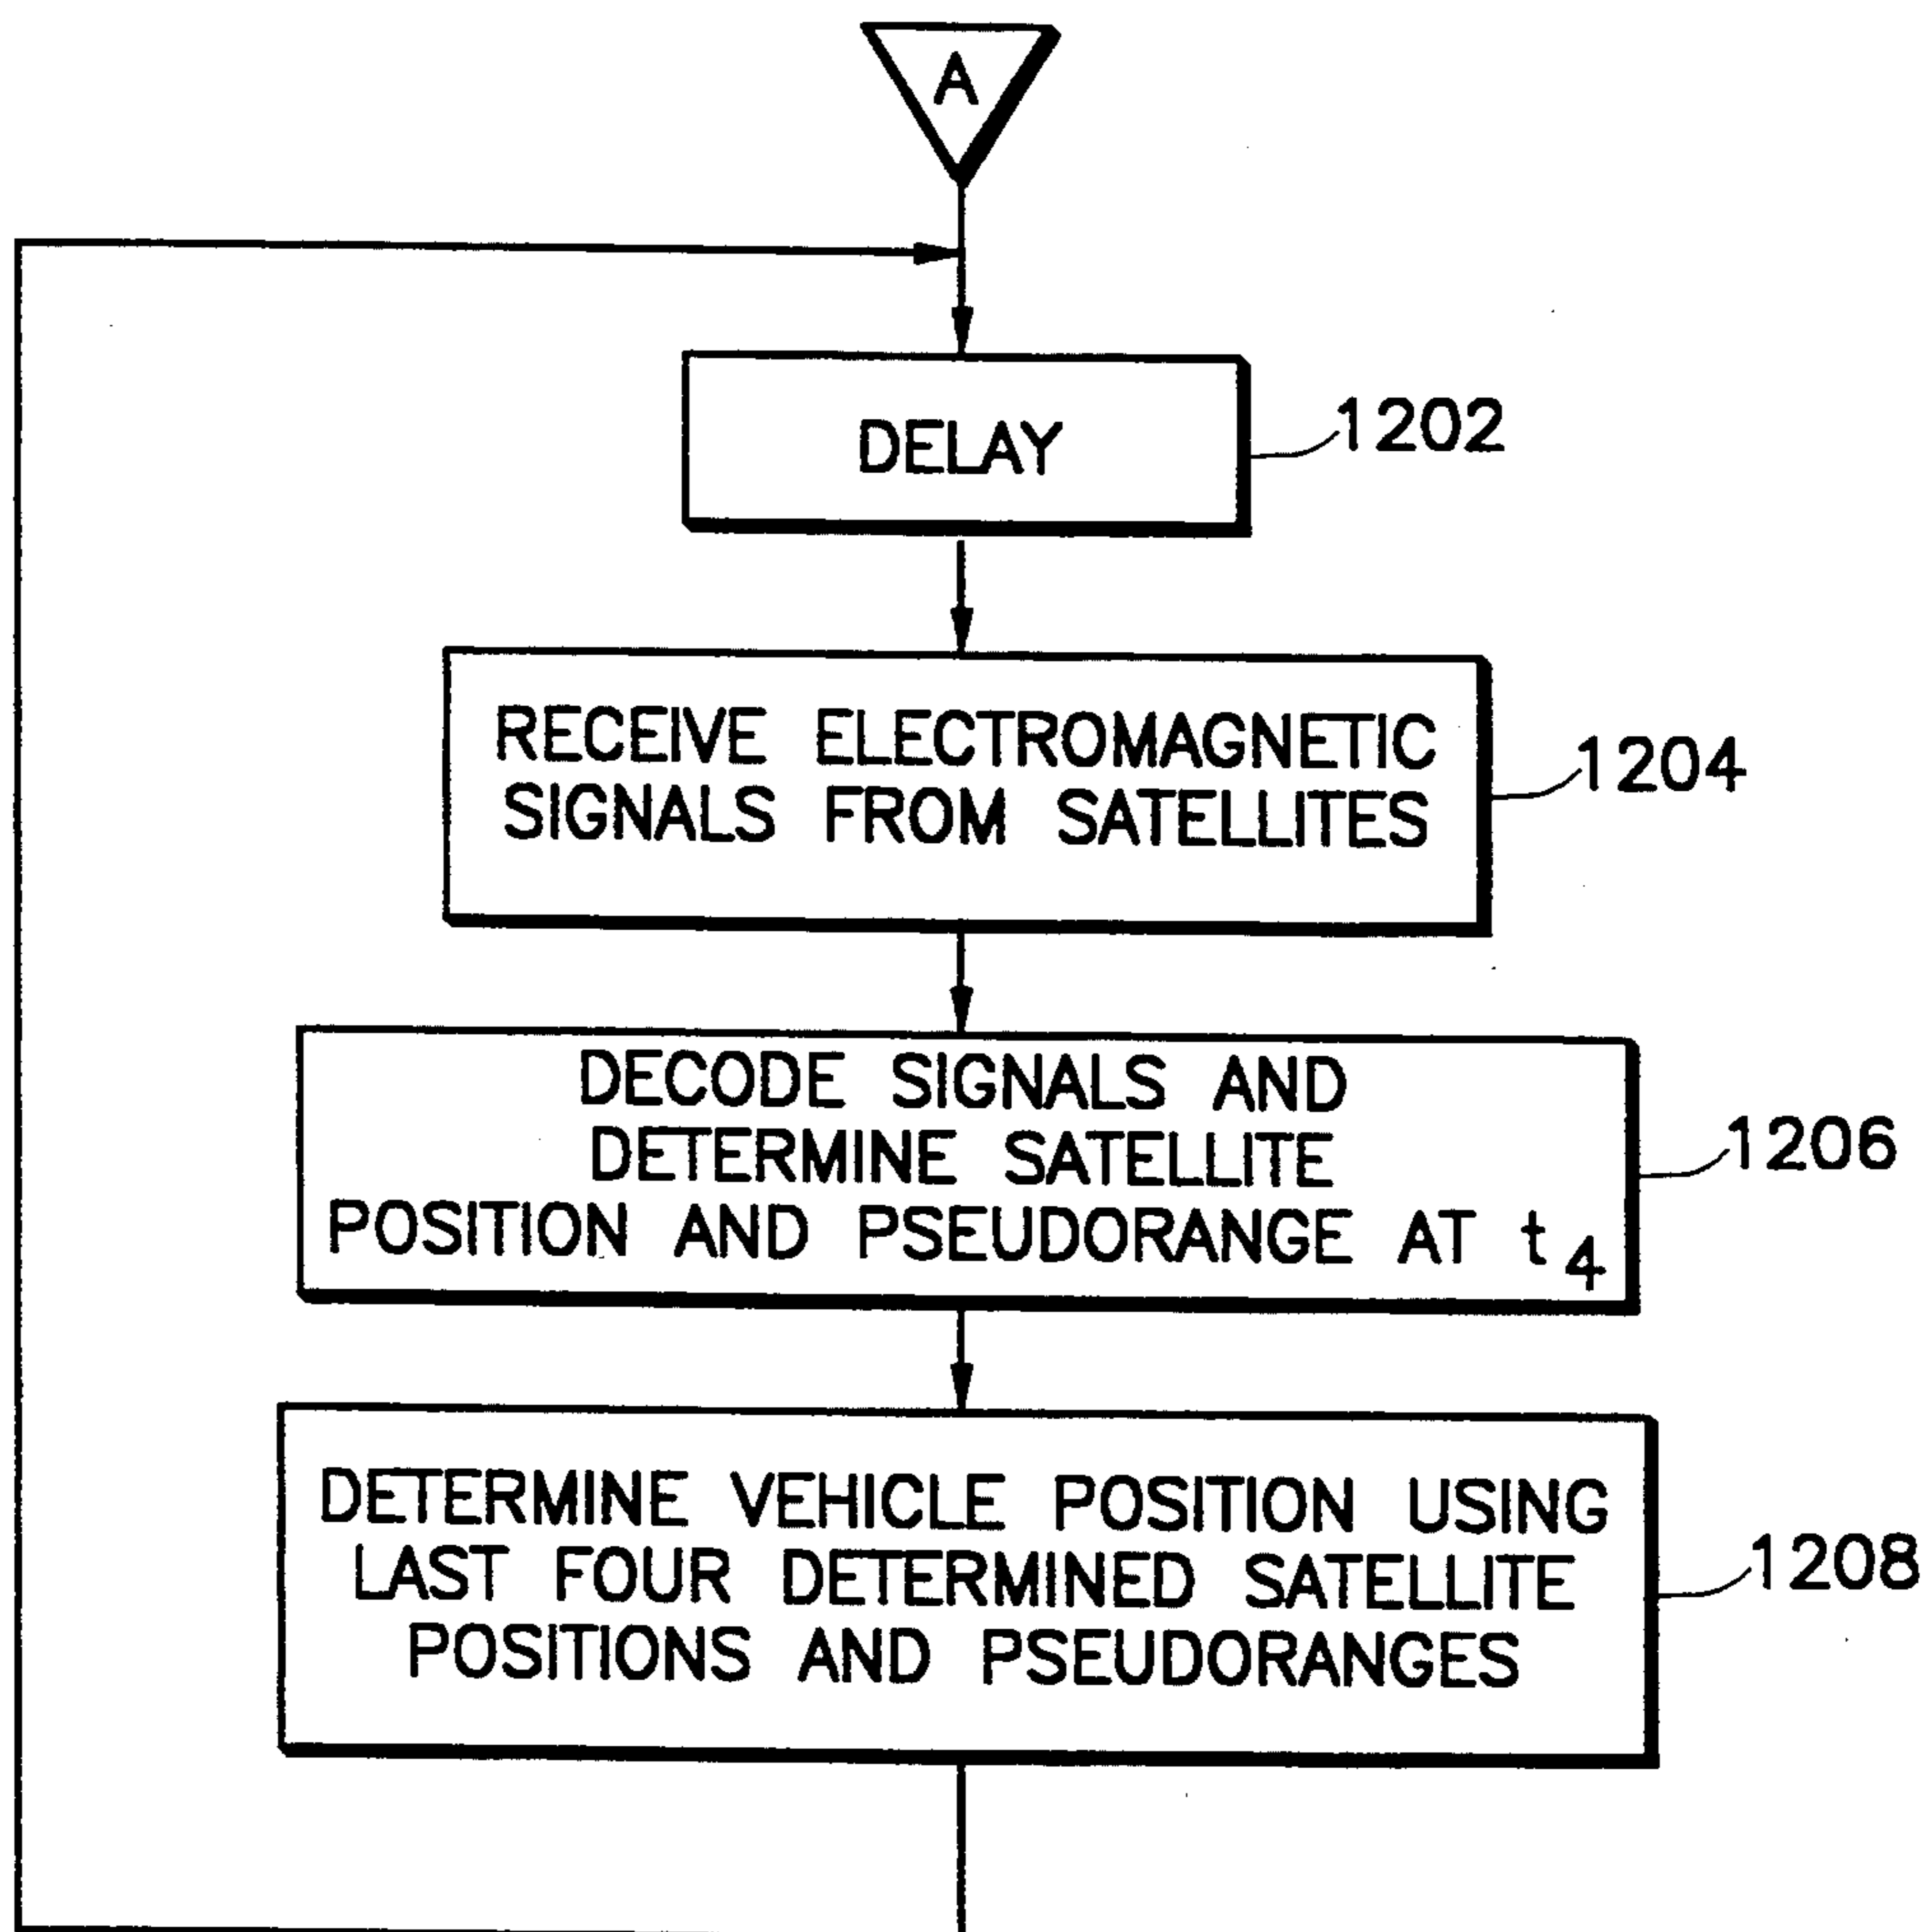 A
DELAY
1202
RECEIVE ELECTROMAGNETIC
SIGNALS FROM SATELLITES
1204
DECODE SIGNALS AND
DETERMINE SATELLITE
POSITION AND PSEUDORANGE AT t4
1206
DETERMINE VEHICLE POSITION USING
LAST FOUR DETERMINED SATELLITE
POSITIONS AND PSEUDORANGES
1208